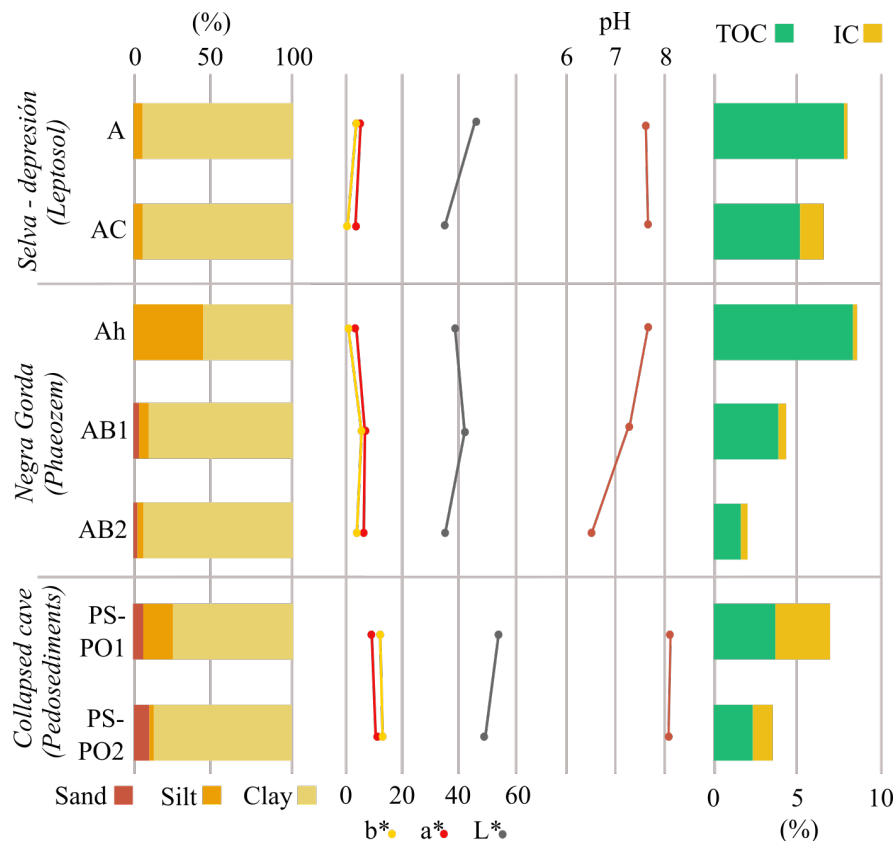 (%)
0 50 100
pH
6 7 8
TOC IC
Selva - depresión
(Leptosol)
A
AC
Negra Gorda
(Phaeozem)
Ah
AB1
AB2
Collapsed cave
(Pedosediments)
PS-
PO1
PS-
PO2
Sand Silt Clay
0 20 40 60
b* a* L*
0 5 10
(%)